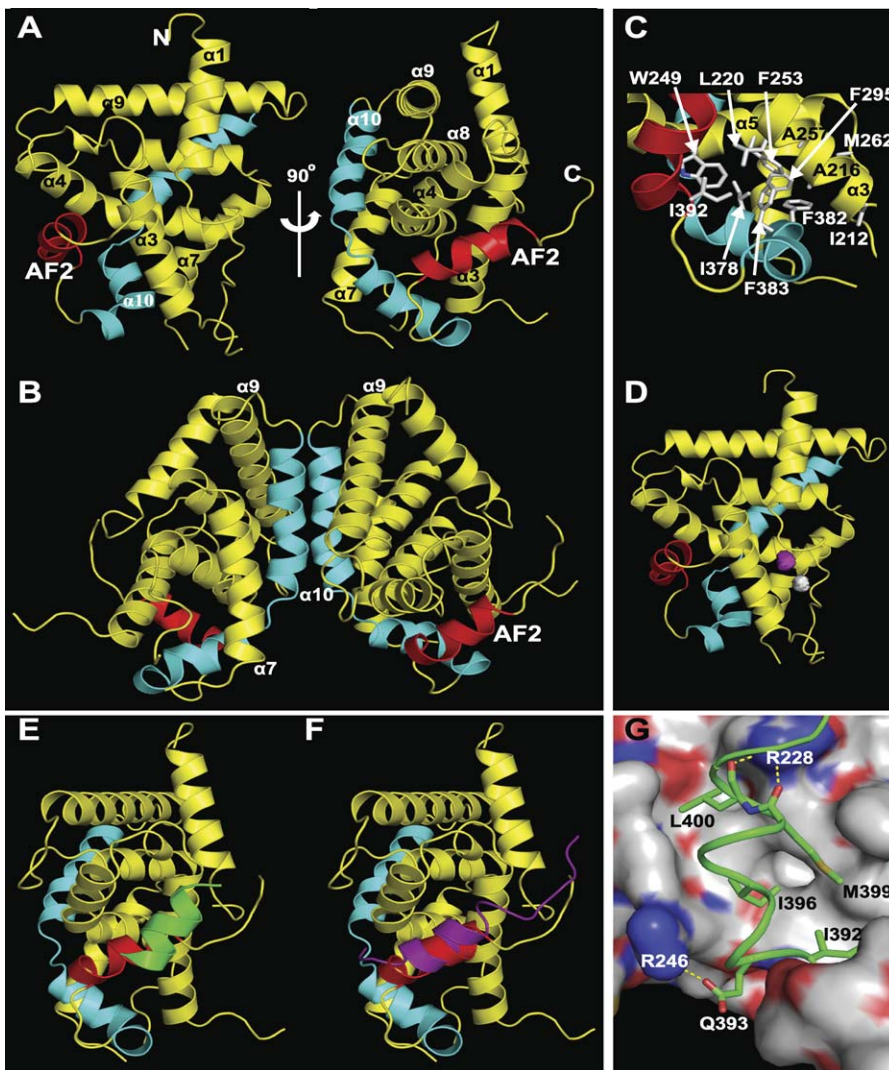 A
N
α1
α9
α4
α3
AF2
α7
α10
90°
α9
α1
α10
α8
α4
C
AF2
α3
α7
B
α9
α9
α10
AF2
α7
C
W249
L220
F253
F295
α5
A257
M262
A216
α3
I392
F382
I212
I378
F383
D
E
F
G
R228
L400
M399
I396
I392
R246
Q393